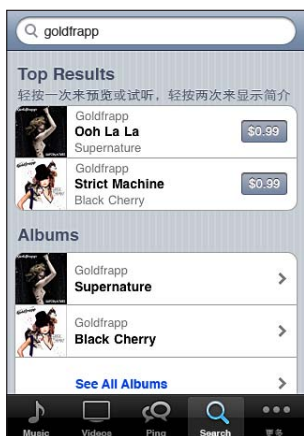 goldfrapp
Top Results
轻按一次来预览或试听，轻按两次来显示简介
Goldfrapp
Ooh La La
Supernature
$0.99
Goldfrapp
Strict Machine
Black Cherry
$0.99
Albums
Goldfrapp
Supernature
Goldfrapp
Black Cherry
See All Albums
Music
Videos
Ping
Search
更多